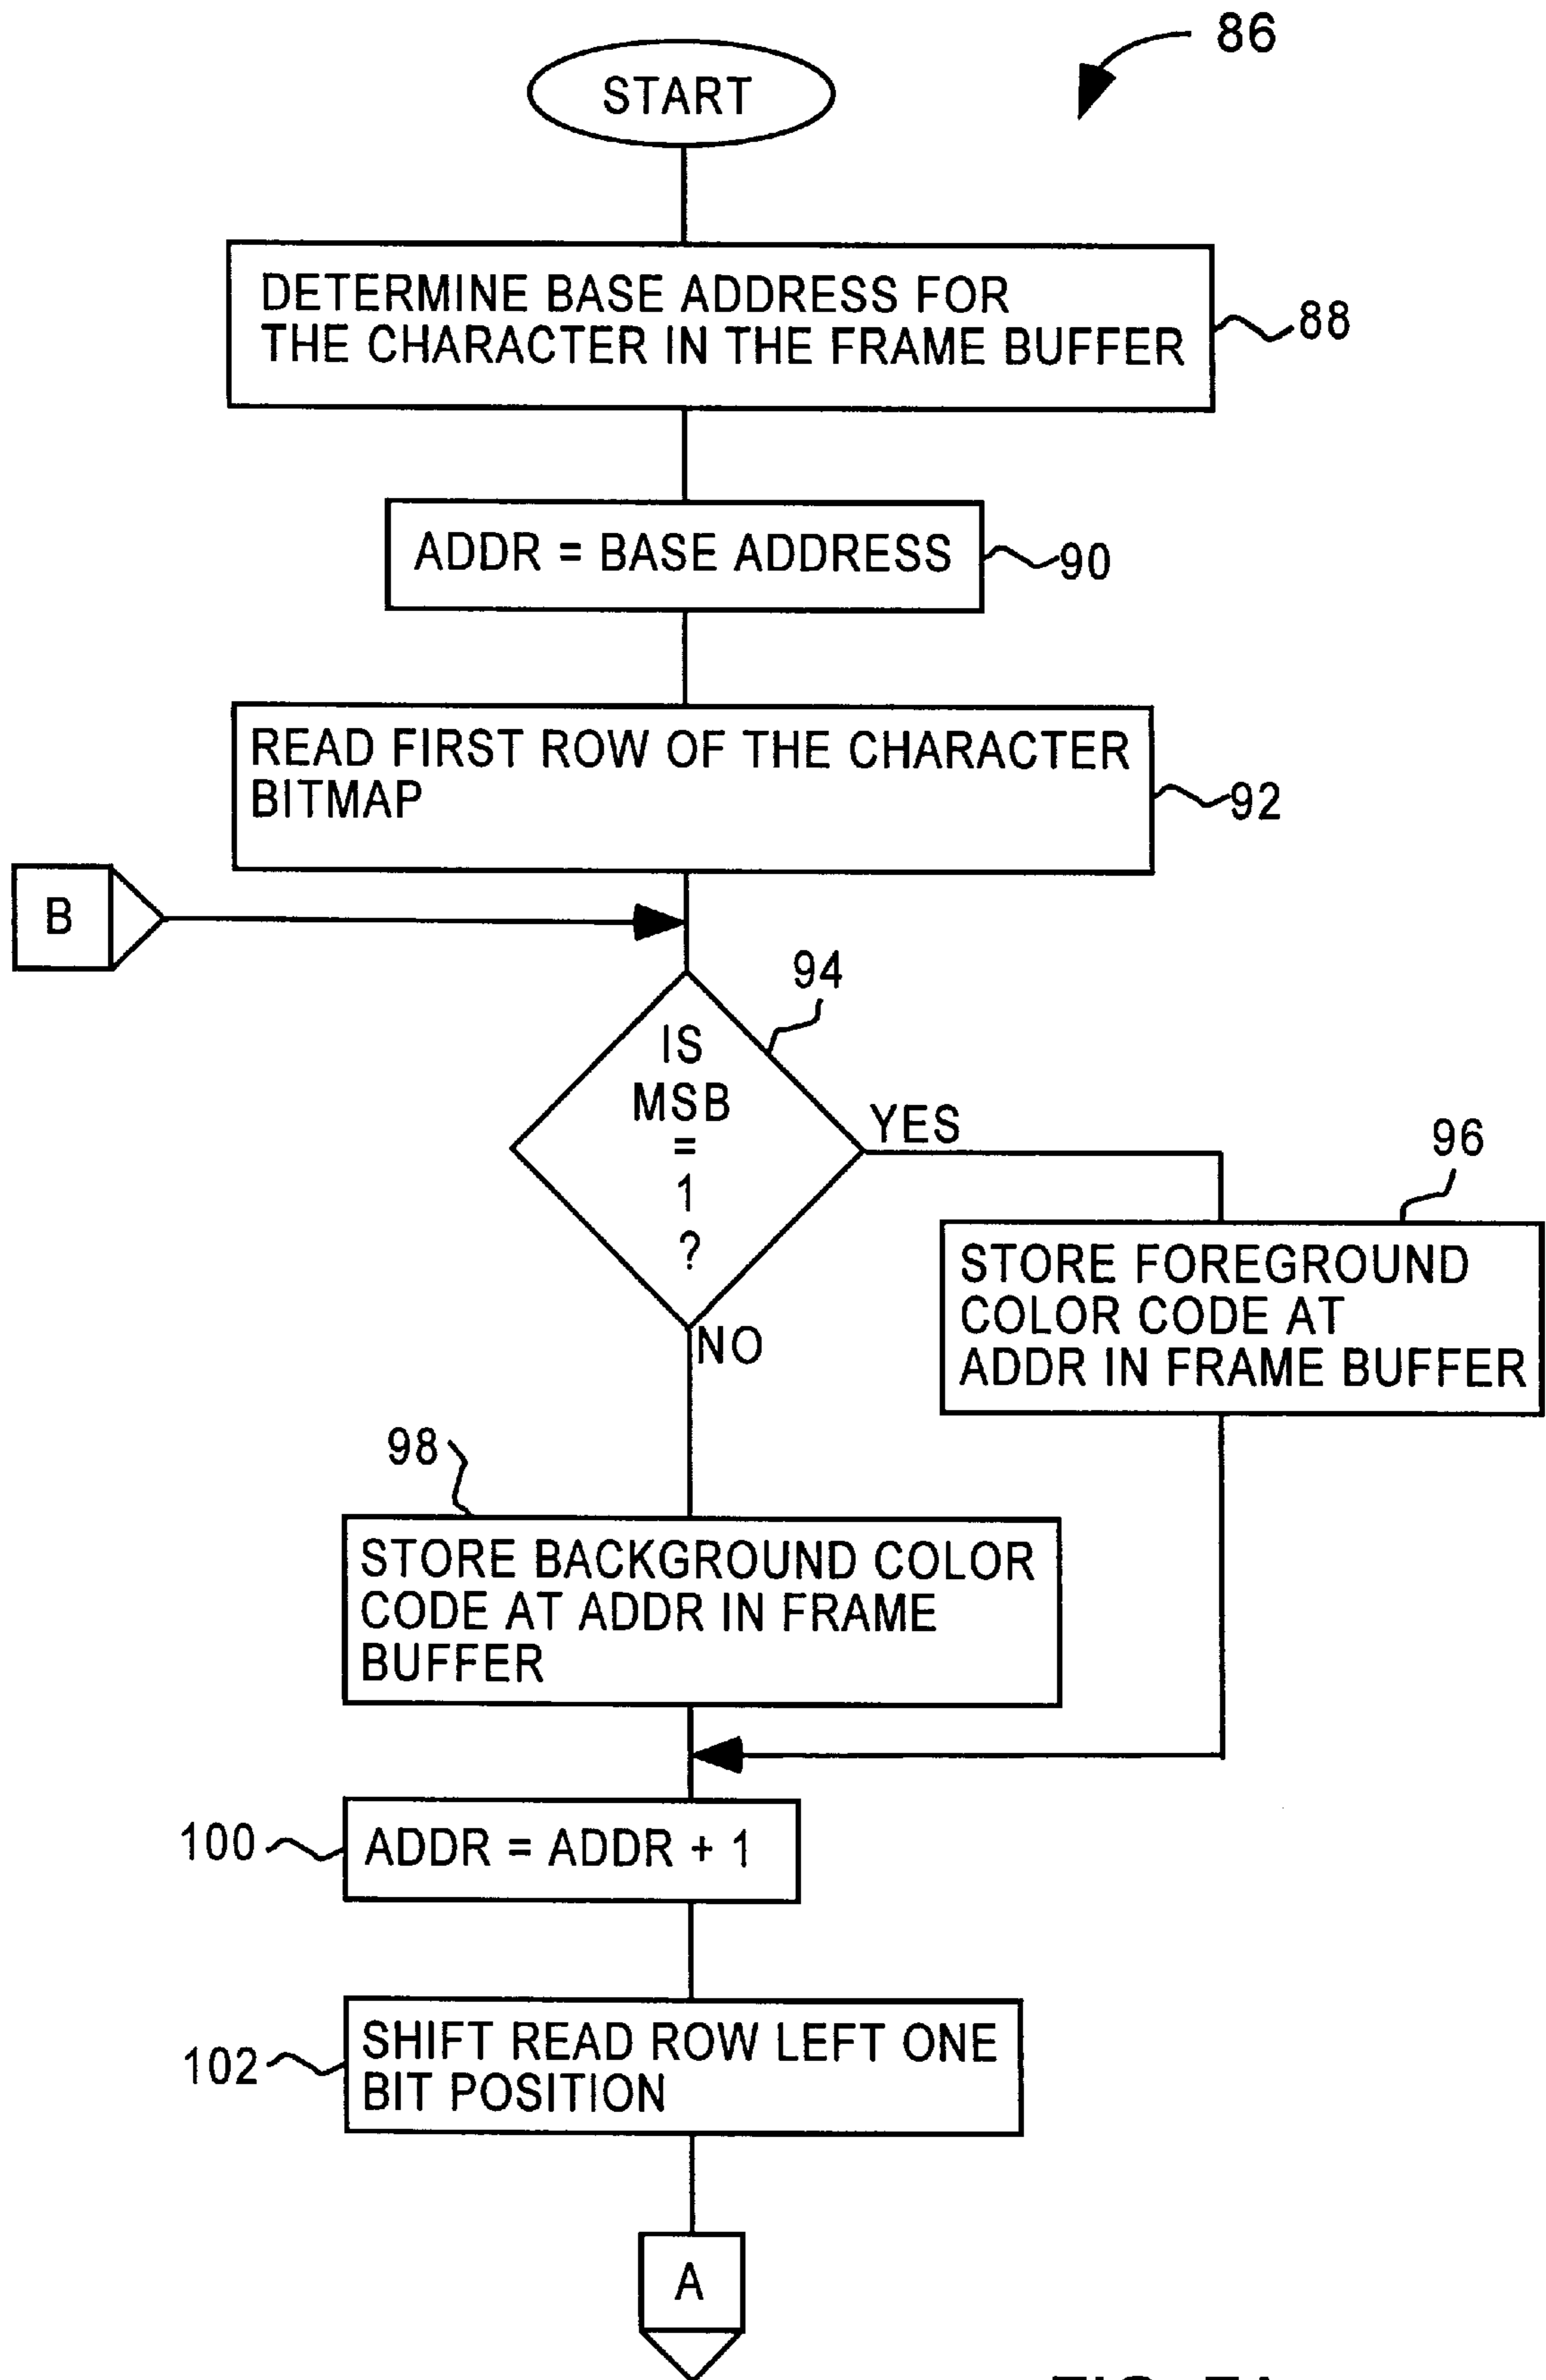 86
START
DETERMINE BASE ADDRESS FOR
THE CHARACTER IN THE FRAME BUFFER
88
ADDR = BASE ADDRESS
90
READ FIRST ROW OF THE CHARACTER
BITMAP
92
B
94
IS
MSB
=
1
?
YES
96
STORE FOREGROUND
COLOR CODE AT
ADDR IN FRAME BUFFER
NO
98
STORE BACKGROUND COLOR
CODE AT ADDR IN FRAME
BUFFER
100
ADDR = ADDR + 1
102
SHIFT READ ROW LEFT ONE
BIT POSITION
A